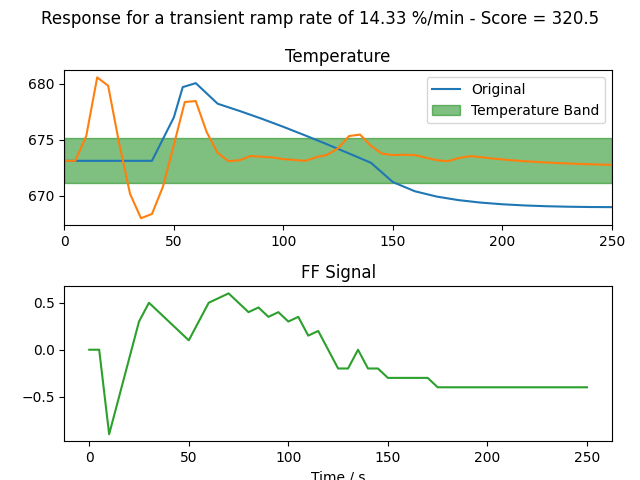 Response for a transient ramp rate of 14.33 %/min - Score = 320.5
Temperature
680
675
670
Original
Temperature Band
0 50 100 150 200 250
FF Signal
0.5
0.0
−0.5
0 50 100 150 200 250
Time / s